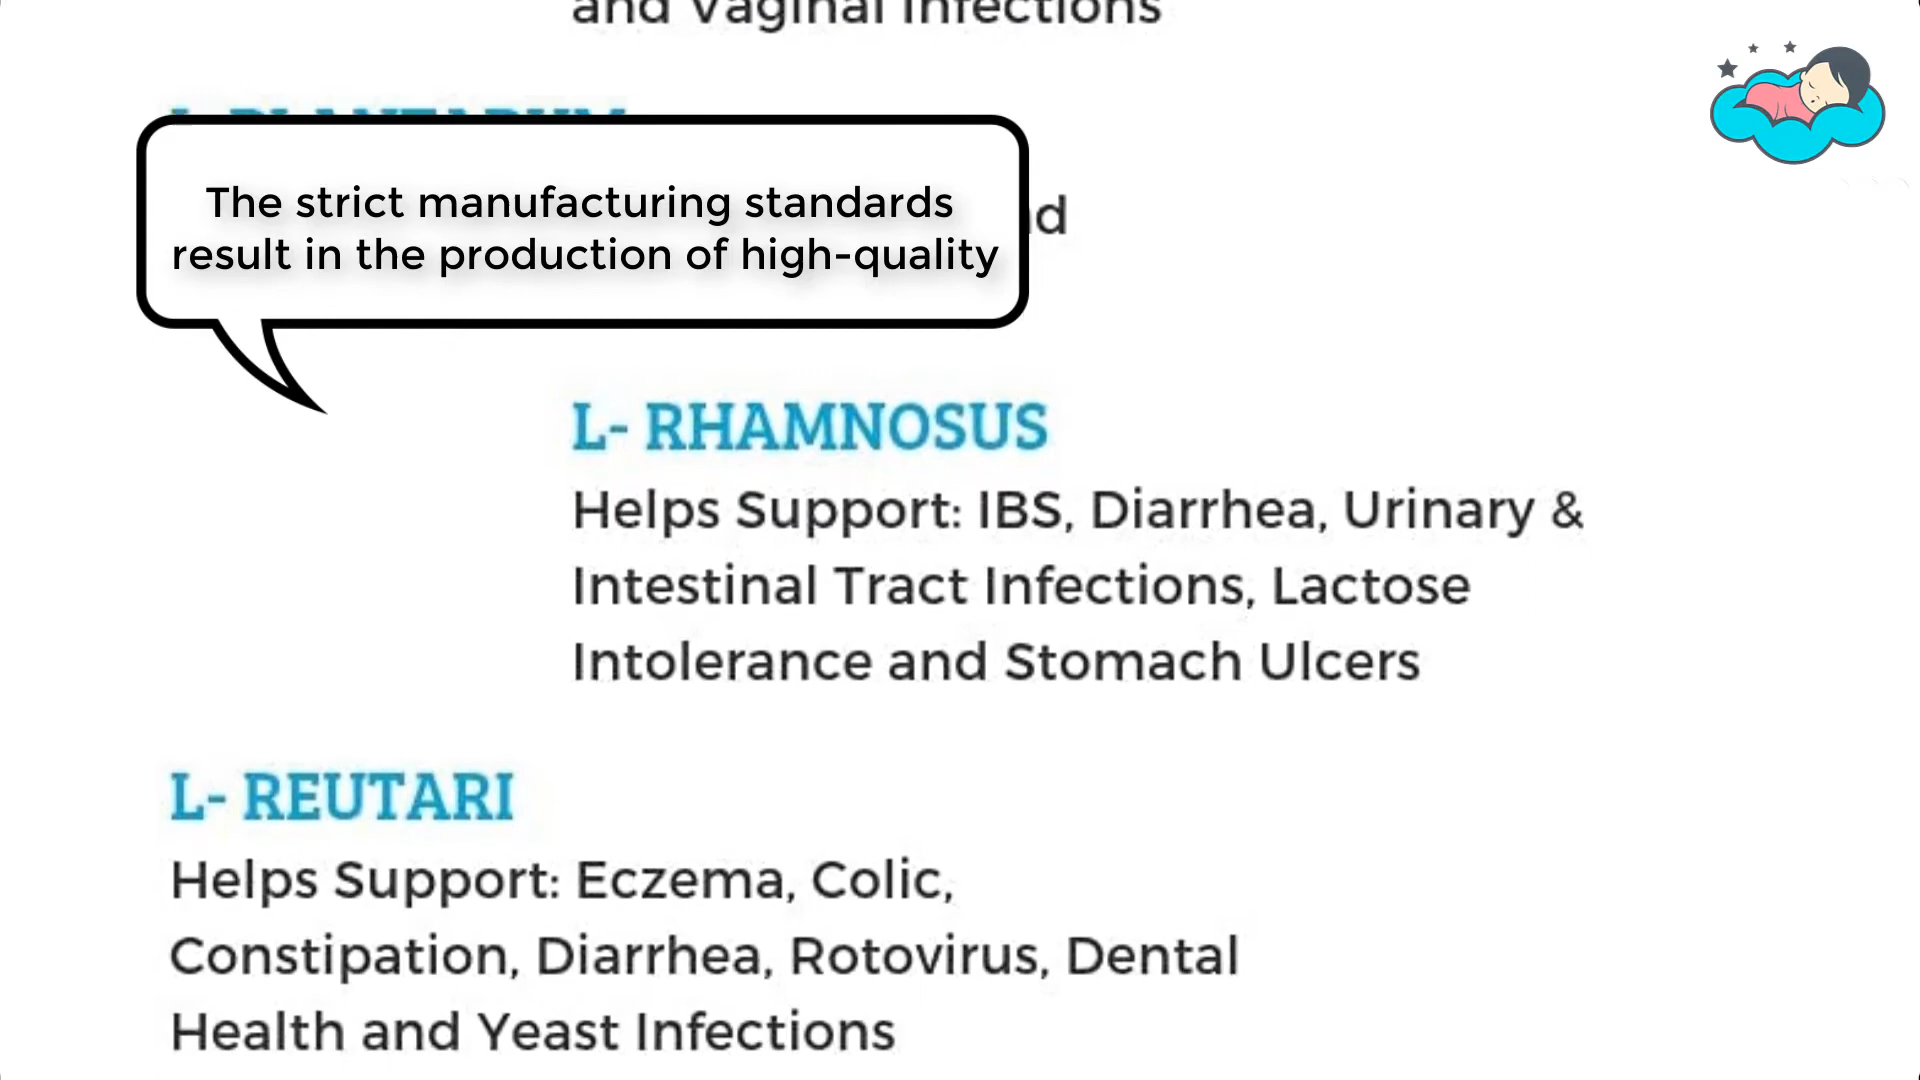 and Vaginal Infections
The strict manufacturing standards
result in the production of high-quality
L- RHAMNOSUS
Helps Support: IBS, Diarrhea, Urinary &
Intestinal Tract Infections, Lactose
Intolerance and Stomach Ulcers
L- REUTARI
Helps Support: Eczema, Colic,
Constipation, Diarrhea, Rotovirus, Dental
Health and Yeast Infections